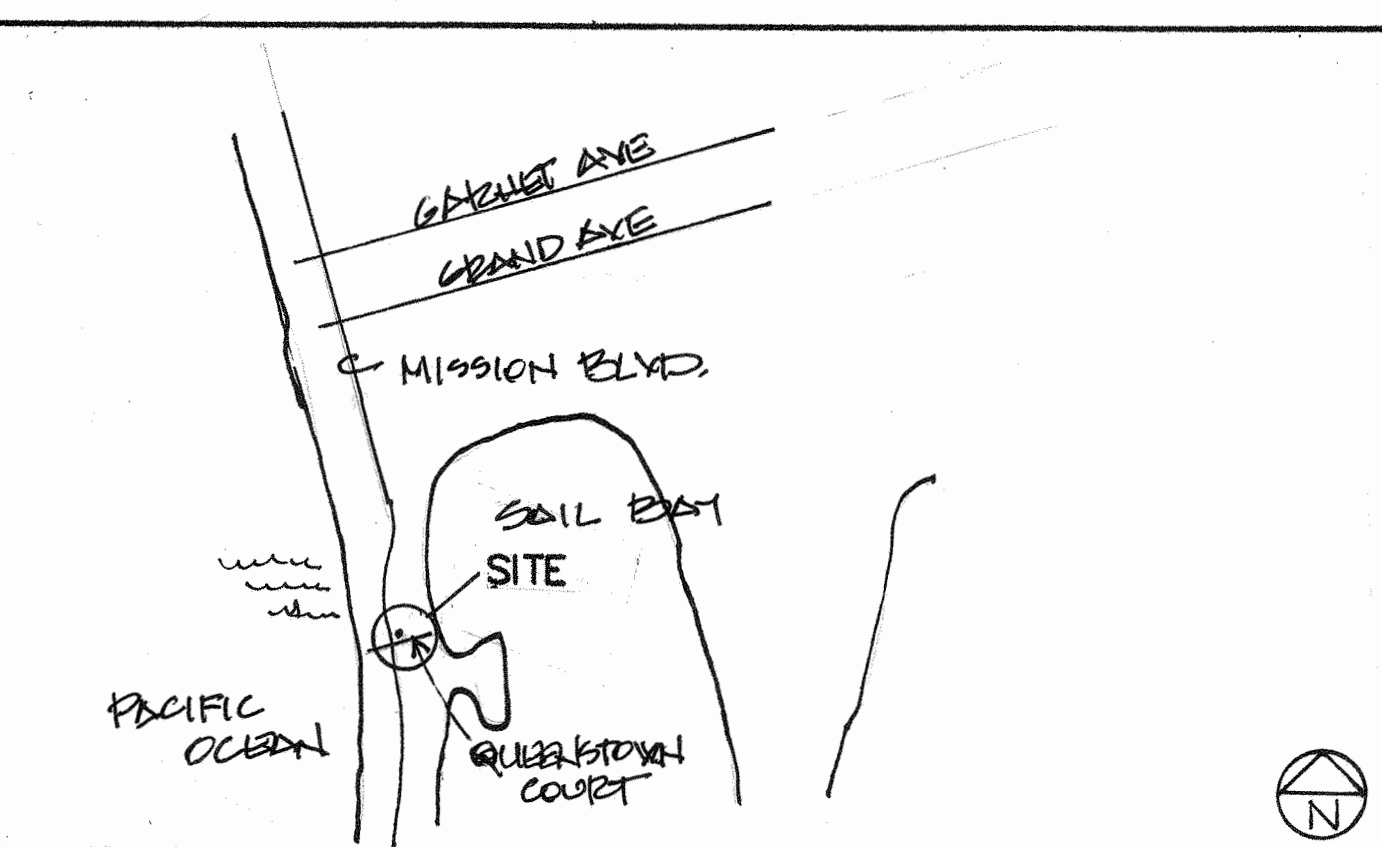 GARNET AVE
GRAND AVE
MISSION BLVD.
SAIL BAY
SITE
PACIFIC
OCEAN
QUEENSTOWN
COURT
N